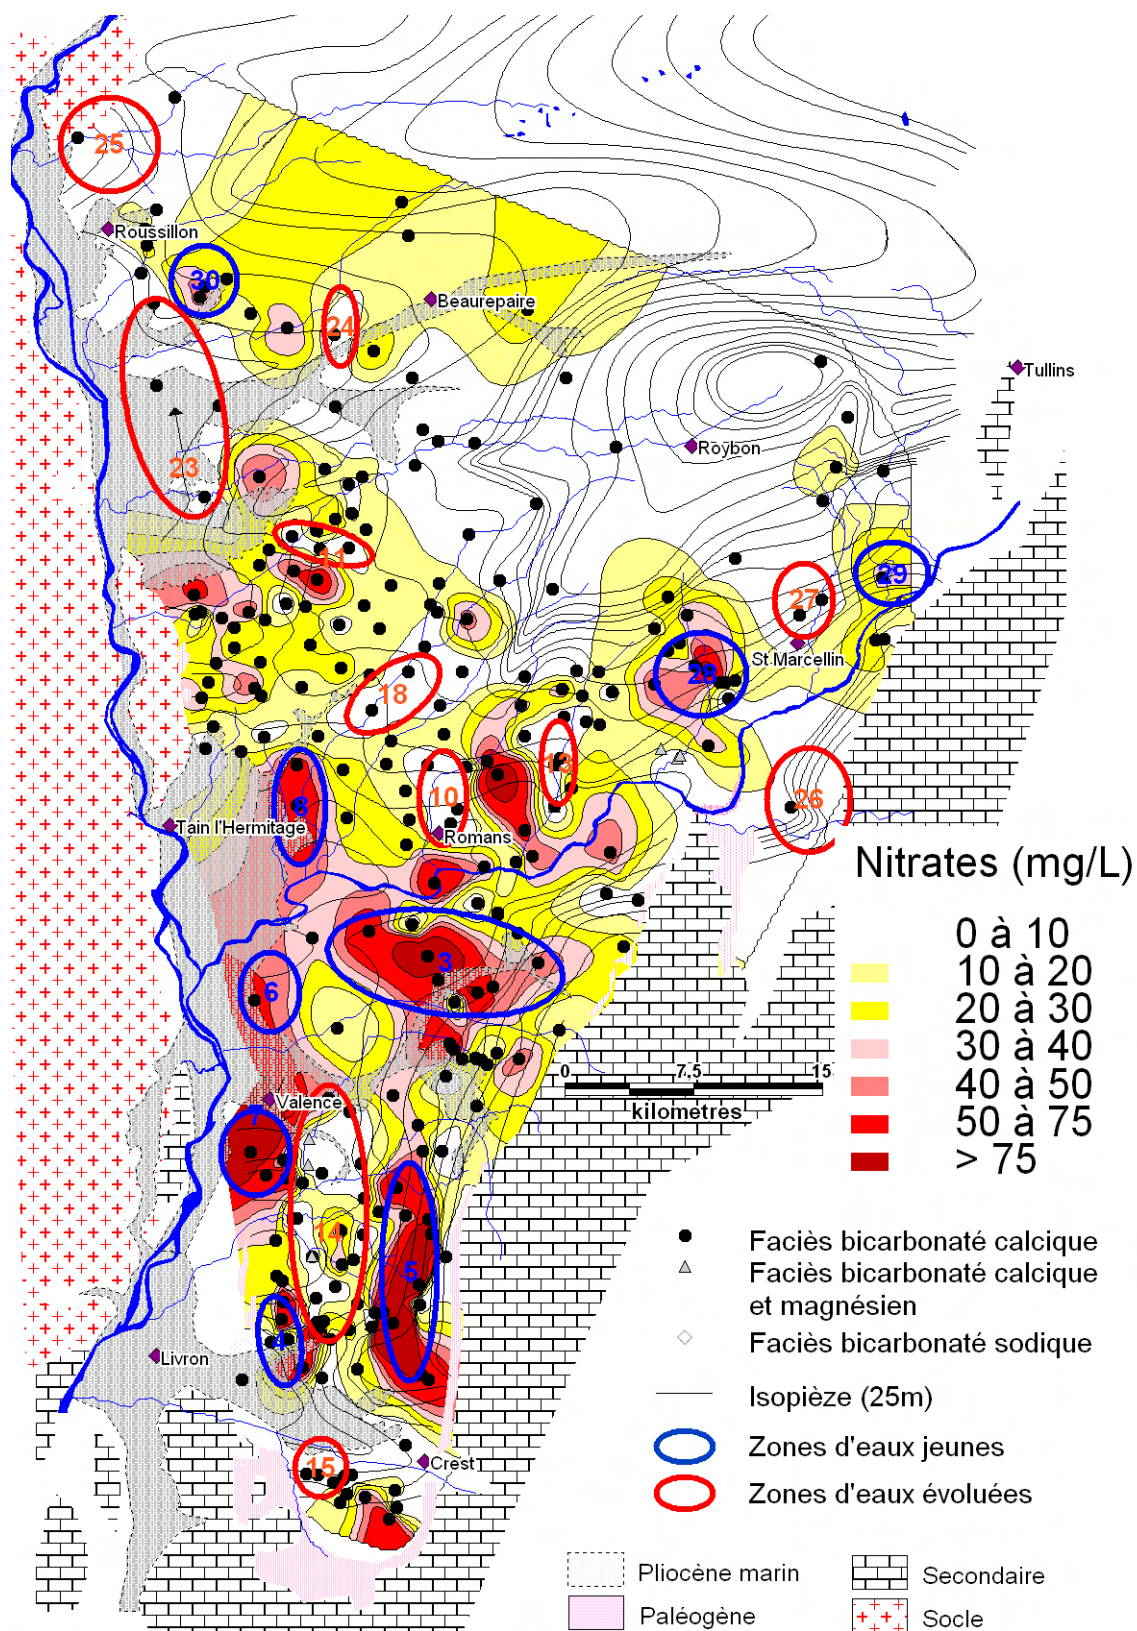 25
Roussillon
30
Beaurepaire
24
Tullins
Roybon
23
11
29
27
St Marcellin
28
18
13
10
26
8
Tain l'Hermitage
Romans
Nitrates (mg/L)
0 à 10
10 à 20
20 à 30
30 à 40
40 à 50
50 à 75
> 75
3
6
0 7,5 15
kilométres
Valence
7
14
5
4
Livron
Faciès bicarbonaté calcique
Faciès bicarbonaté calcique
et magnésien
Faciès bicarbonaté sodique
Isopièze (25m)
Zones d'eaux jeunes
Zones d'eaux évoluées
15
Crest
Pliocène marin
Secondaire
Paléogène
Socle